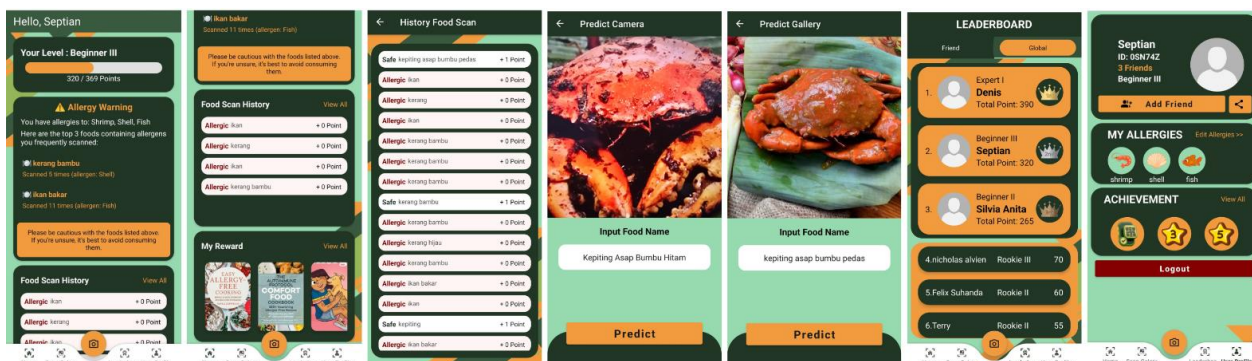 Hello, Septian
Your Level : Beginner III
320 / 369 Points
Allergy Warning
You have allergies to: Shrimp, Shell, Fish
Here are the top 3 foods containing allergens
you frequently scanned:
kerang bambu
Scanned 5 times (allergen: Shell)
ikan bakar
Scanned 11 times (allergen: Fish)
Please be cautious with the foods listed above.
If you're unsure, it's best to avoid consuming
them.
Food Scan History View All
Allergic ikan + 0 Point
Allergic kerang + 0 Point
Allergic ikan + 0 Point
ikan bakar
Scanned 11 times (allergen: Fish)
Please be cautious with the foods listed above.
If you're unsure, it's best to avoid consuming
them.
Food Scan History View All
Allergic ikan + 0 Point
Allergic kerang + 0 Point
Allergic ikan + 0 Point
Allergic kerang bambu + 0 Point
My Reward View All
EASY
ALLERGY
FREE
COOKING
THE
AUTOIMMUNE
PROTOCOL
COMFORT
FOOD
COOKBOOK
History Food Scan
Safe kepiting asap bumbu pedas + 1 Point
Allergic ikan + 0 Point
Allergic kerang + 0 Point
Allergic ikan + 0 Point
Allergic kerang bambu + 0 Point
Allergic kerang bambu + 0 Point
Allergic kerang bambu + 0 Point
Safe kerang bambu + 1 Point
Allergic kerang bambu + 0 Point
Allergic kerang hijau + 0 Point
Allergic kerang bambu + 0 Point
Allergic ikan bakar + 0 Point
Allergic ikan + 0 Point
Safe kepiting + 1 Point
Allergic ikan bakar + 0 Point
Predict Camera
Input Food Name
Kepiting Asap Bumbu Hitam
Predict
Predict Gallery
Input Food Name
kepiting asap bumbu pedas
Predict
LEADERBOARD
Friend Global
Expert I
1. Denis
Total Point: 390
Beginner III
2. Septian
Total Point: 320
Beginner II
3. Silvia Anita
Total Point: 265
4.nicholas alvien Rookie III 70
5.Felix Suhanda Rookie II 60
6.Terry Rookie II 55
Septian
ID: 0SN74Z
3 Friends
Beginner III
Add Friend
MY ALLERGIES Edit Allergies >>
shrimp shell fish
ACHIEVEMENT View All
3 5
Logout